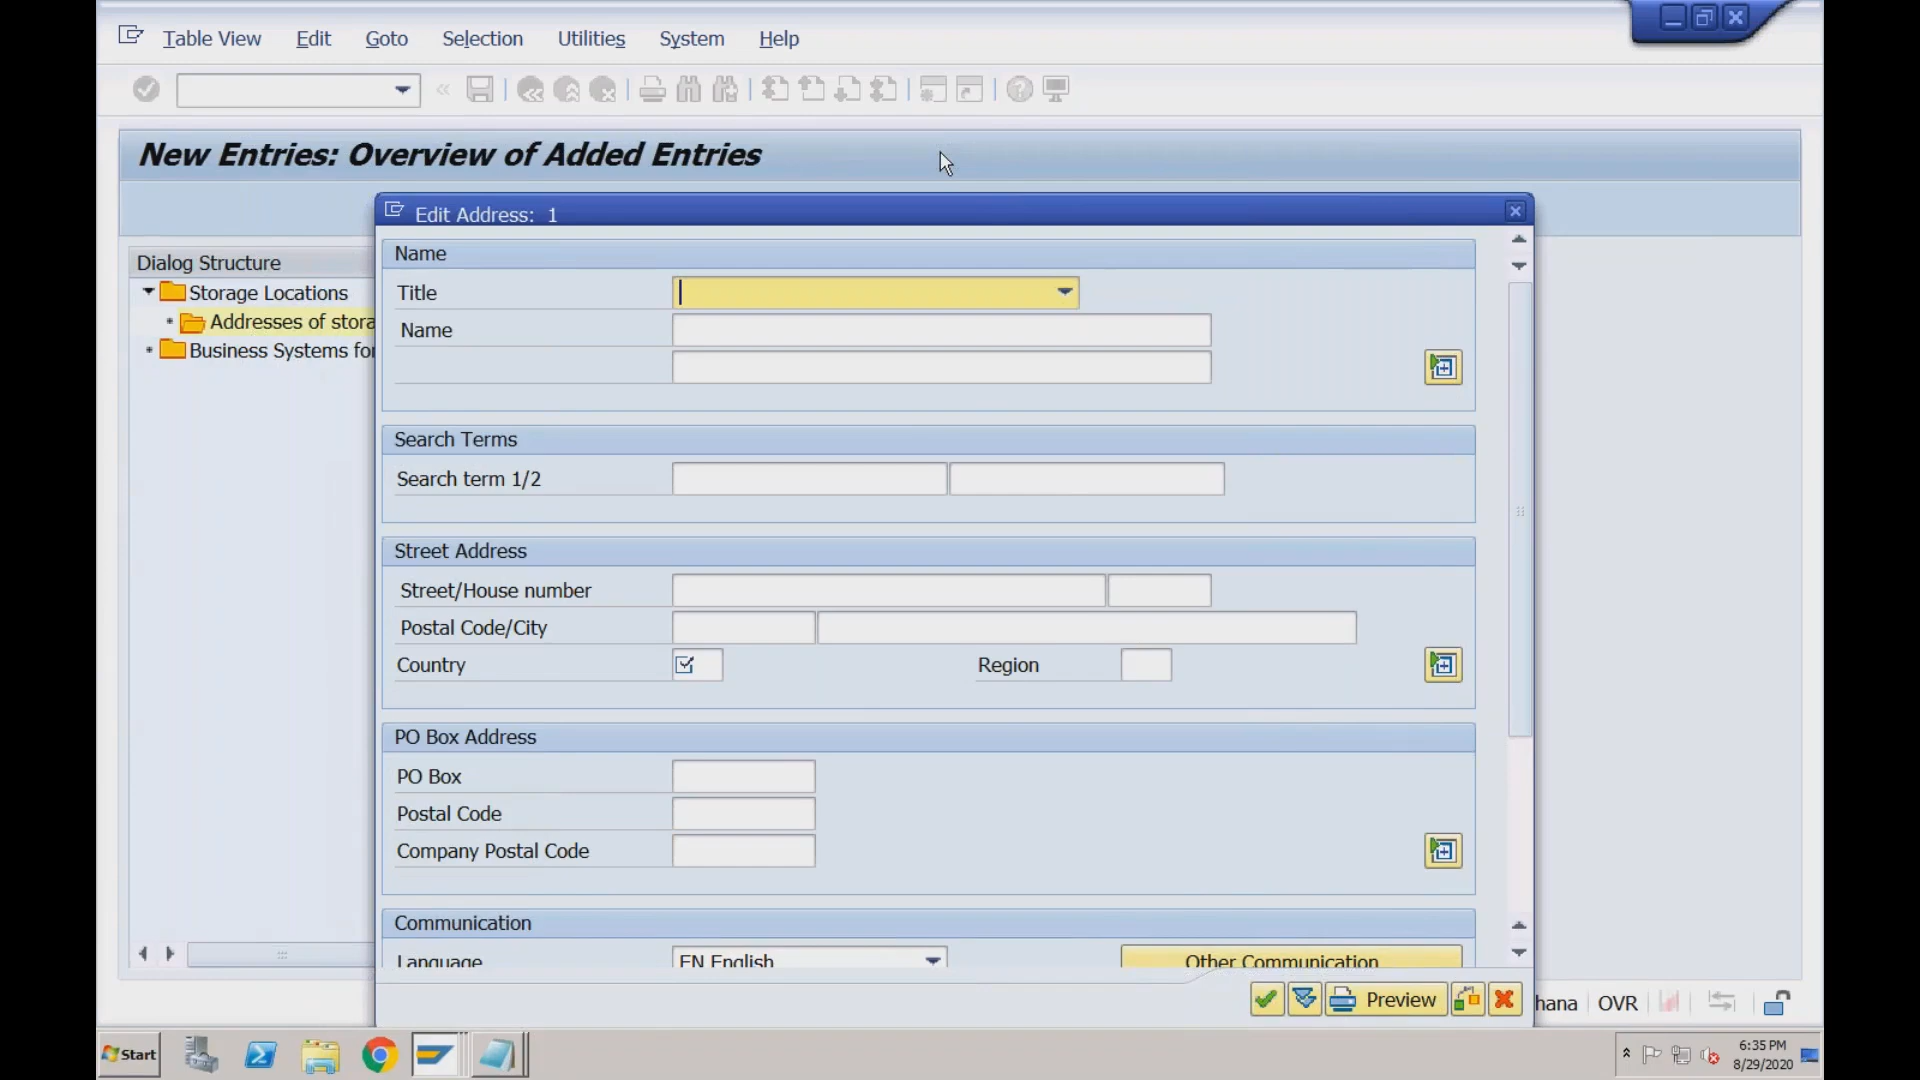 Table View Edit Goto Selection Utilities System Help
New Entries: Overview of Added Entries
Edit Address: 1
Dialog Structure
Storage Locations
Addresses of stora
Business Systems for
Name
Title
Name
Search Terms
Search term 1/2
Street Address
Street/House number
Postal Code/City
Country Region
PO Box Address
PO Box
Postal Code
Company Postal Code
Communication
Language EN English Other Communication
Preview
hana OVR
Start
6:35 PM
8/29/2020